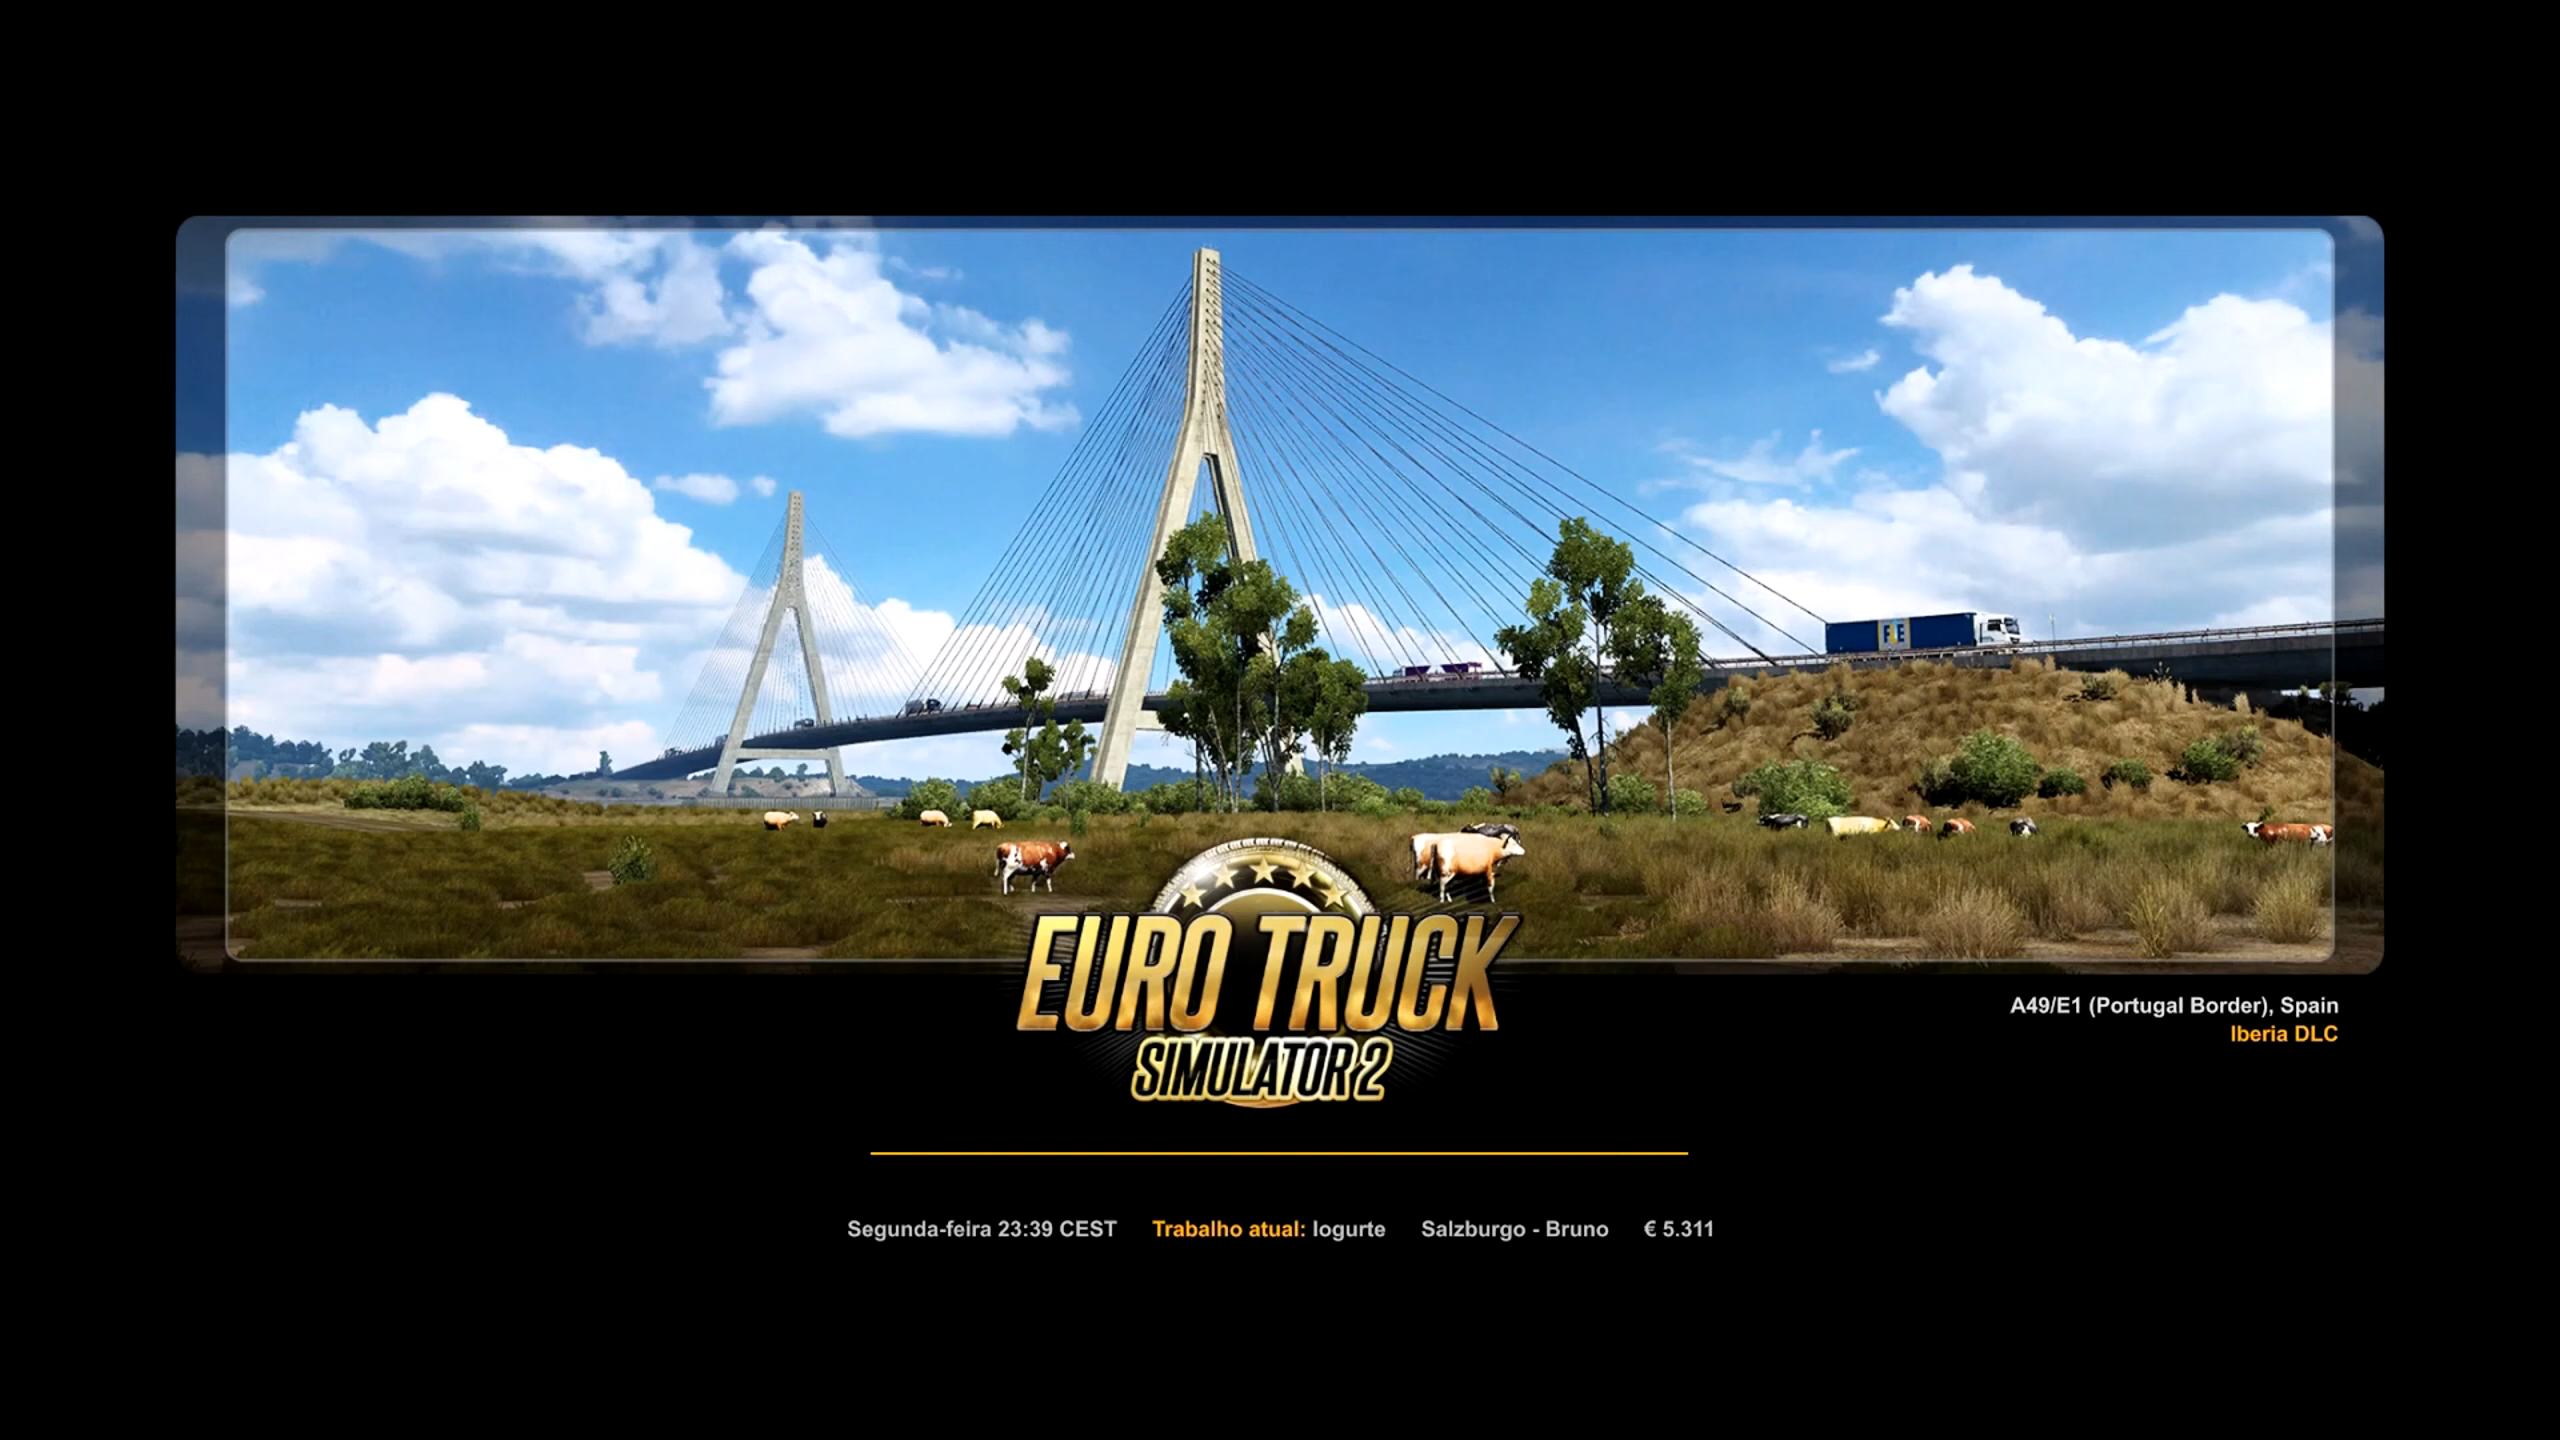 EURO TRUCK
SIMULATOR 2
A49/E1 (Portugal Border), Spain
Iberia DLC
Segunda-feira 23:39 CEST Trabalho atual: Iogurte Salzburgo - Bruno € 5.311